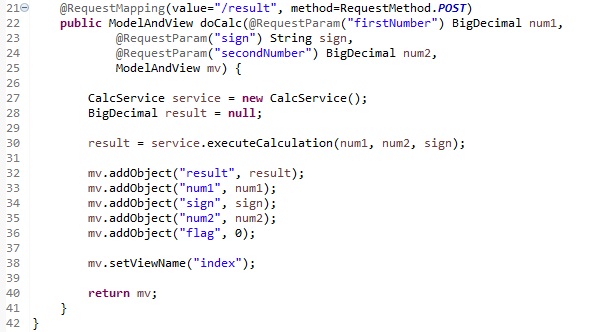 21 @RequestMapping(value="/result", method=RequestMethod.POST)
22 public ModelAndView doCalc(@RequestParam("firstNumber") BigDecimal num1,
23 @RequestParam("sign") String sign,
24 @RequestParam("secondNumber") BigDecimal num2,
25 ModelAndView mv) {
26
27 CalcService service = new CalcService();
28 BigDecimal result = null;
29
30 result = service.executeCalculation(num1, num2, sign);
31
32 mv.addObject("result", result);
33 mv.addObject("num1", num1);
34 mv.addObject("sign", sign);
35 mv.addObject("num2", num2);
36 mv.addObject("flag", 0);
37
38 mv.setViewName("index");
39
40 return mv;
41 }
42 }